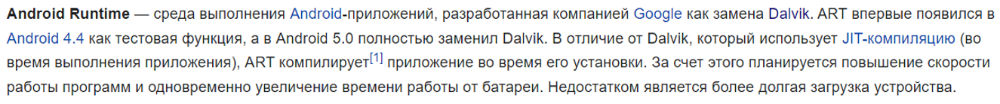 Android Runtime — среда выполнения Android-приложений, разработанная компанией Google как замена Dalvik. ART впервые появился в
Android 4.4 как тестовая функция, а в Android 5.0 полностью заменил Dalvik. В отличие от Dalvik, который использует JIT-компиляцию (во
время выполнения приложения), ART компилирует[1] приложение во время его установки. За счет этого планируется повышение скорости
работы программ и одновременно увеличение времени работы от батареи. Недостатком является более долгая загрузка устройства.